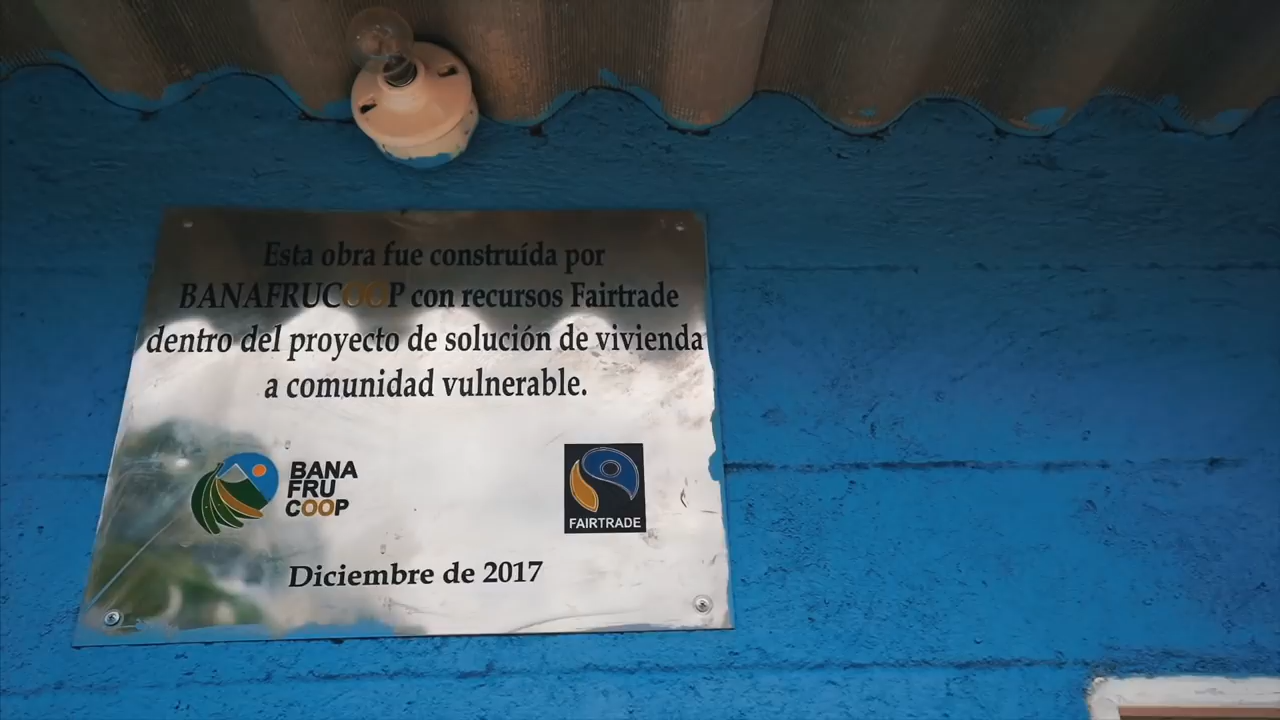 Esta obra fue construída por
BANAFRUCOOP con recursos Fairtrade
dentro del proyecto de solución de vivienda
a comunidad vulnerable.
BANA
FRU
COOP
FAIRTRADE
Diciembre de 2017